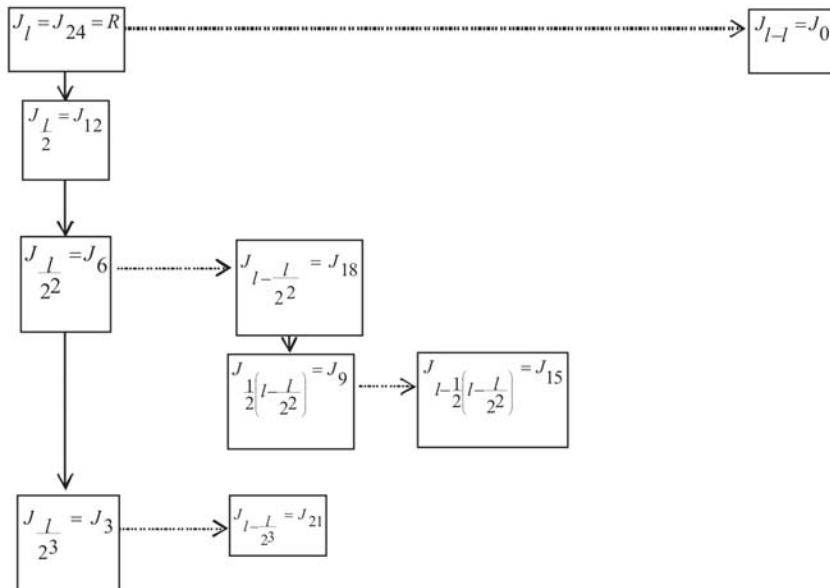 J_l = J_24 = R
J_{l-l} = J_0
J_{l/2} = J_12
J_{l/2^2} = J_6
J_{l-l/2^2} = J_18
J_{1/2(l-l/2^2)} = J_9
J_{l-1/2(l-l/2^2)} = J_15
J_{l/2^3} = J_3
J_{l-l/2^3} = J_21